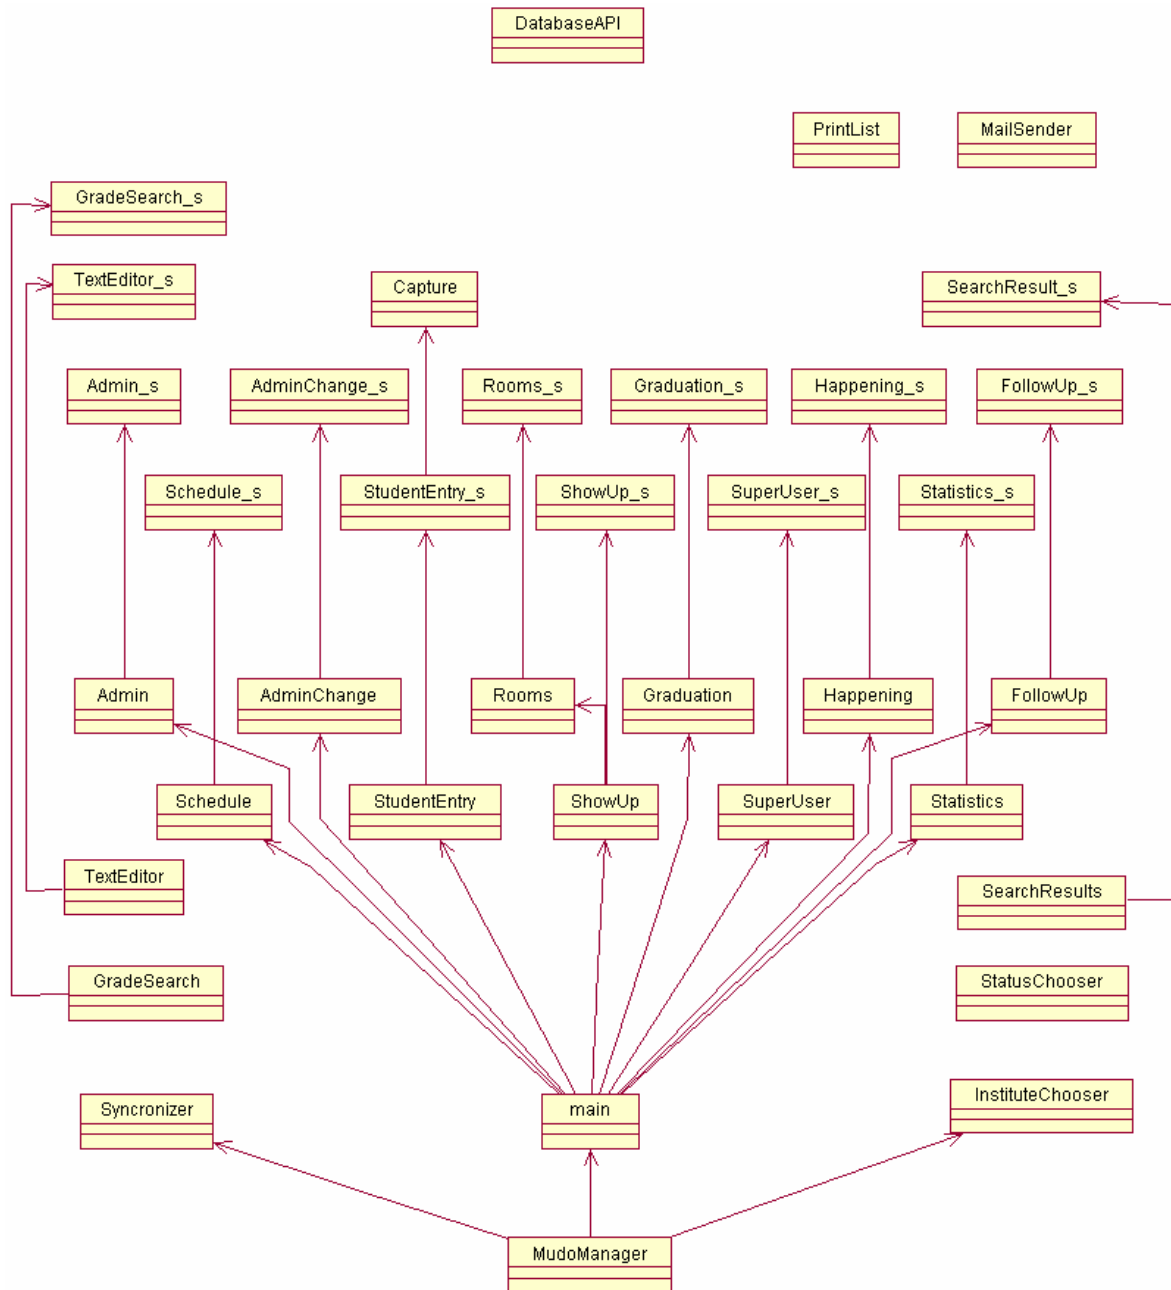 DatabaseAPI
PrintList
MailSender
GradeSearch_s
TextEditor_s
Capture
SearchResult_s
Admin_s
AdminChange_s
Rooms_s
Graduation_s
Happening_s
FollowUp_s
Schedule_s
StudentEntry_s
ShowUp_s
SuperUser_s
Statistics_s
Admin
AdminChange
Rooms
Graduation
Happening
FollowUp
Schedule
StudentEntry
ShowUp
SuperUser
Statistics
TextEditor
SearchResults
GradeSearch
StatusChooser
Syncronizer
main
InstituteChooser
MudoManager